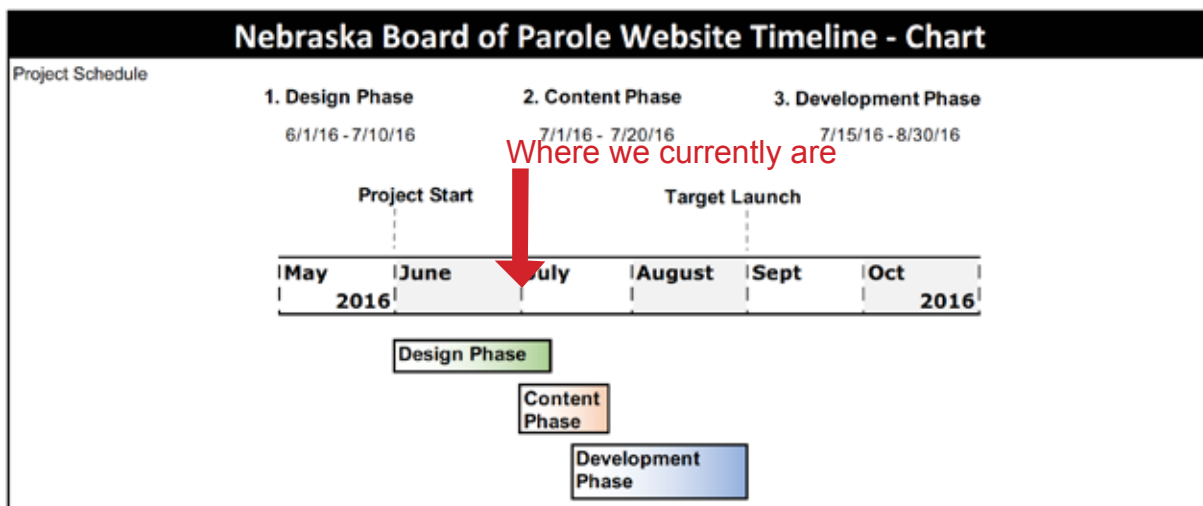 Nebraska Board of Parole Website Timeline - Chart
Project Schedule
1. Design Phase
2. Content Phase
3. Development Phase
6/1/16 - 7/10/16
7/1/16 - 7/20/16
7/15/16 - 8/30/16
Where we currently are
Project Start
Target Launch
May
June
July
August
Sept
Oct
2016
2016
Design Phase
Content
Phase
Development
Phase